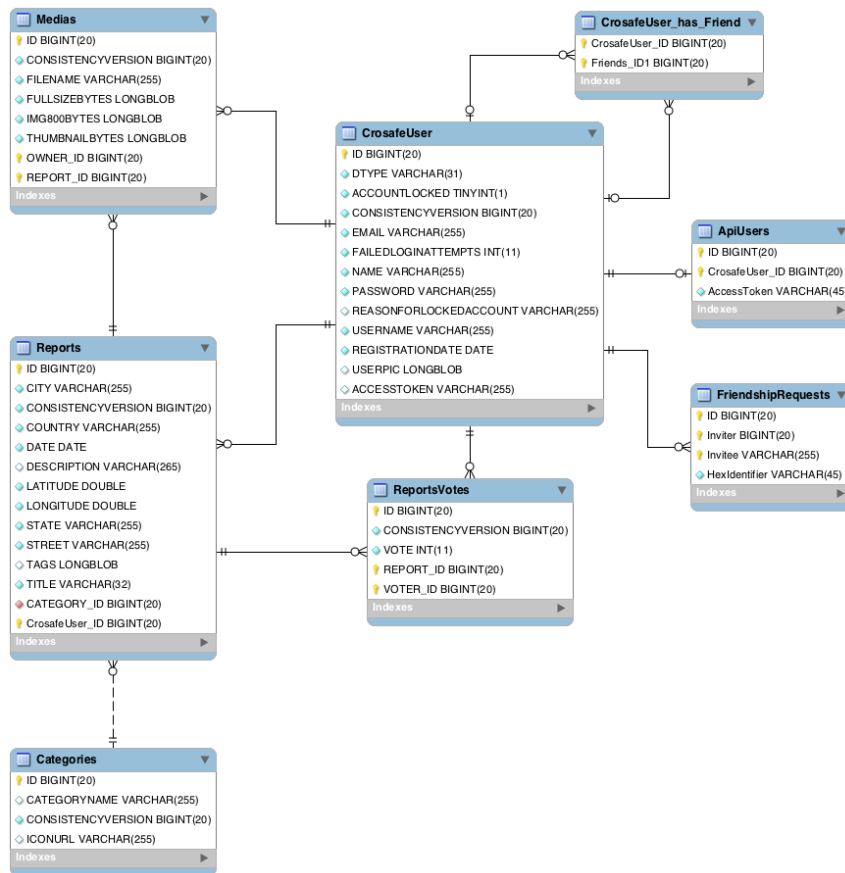 Medias
ID BIGINT(20)
CONSISTENCYVERSION BIGINT(20)
FILENAME VARCHAR(255)
FULLSIZEBYTES LONGBLOB
IMG800BYTES LONGBLOB
THUMBNAILBYTES LONGBLOB
OWNER_ID BIGINT(20)
REPORT_ID BIGINT(20)
Indexes
CrosafeUser_has_Friend
CrosafeUser_ID BIGINT(20)
Friends_ID1 BIGINT(20)
Indexes
CrosafeUser
ID BIGINT(20)
DTYPE VARCHAR(31)
ACCOUNTLOCKED TINYINT(1)
CONSISTENCYVERSION BIGINT(20)
EMAIL VARCHAR(255)
FAILEDLOGINATTEMPTS INT(11)
NAME VARCHAR(255)
PASSWORD VARCHAR(255)
REASONFORLOCKEDACCOUNT VARCHAR(255)
USERNAME VARCHAR(255)
REGISTRATIONDATE DATE
USERPIC LONGBLOB
ACCESSTOKEN VARCHAR(255)
Indexes
ApiUsers
ID BIGINT(20)
CrosafeUser_ID BIGINT(20)
AccessToken VARCHAR(45
Indexes
FriendshipRequests
ID BIGINT(20)
Inviter BIGINT(20)
Invitee VARCHAR(255)
HexIdentifier VARCHAR(45)
Indexes
Reports
ID BIGINT(20)
CITY VARCHAR(255)
CONSISTENCYVERSION BIGINT(20)
COUNTRY VARCHAR(255)
DATE DATE
DESCRIPTION VARCHAR(265)
LATITUDE DOUBLE
LONGITUDE DOUBLE
STATE VARCHAR(255)
STREET VARCHAR(255)
TAGS LONGBLOB
TITLE VARCHAR(32)
CATEGORY_ID BIGINT(20)
CrosafeUser_ID BIGINT(20)
Indexes
ReportsVotes
ID BIGINT(20)
CONSISTENCYVERSION BIGINT(20)
VOTE INT(11)
REPORT_ID BIGINT(20)
VOTER_ID BIGINT(20)
Indexes
Categories
ID BIGINT(20)
CATEGORYNAME VARCHAR(255)
CONSISTENCYVERSION BIGINT(20)
ICONURL VARCHAR(255)
Indexes